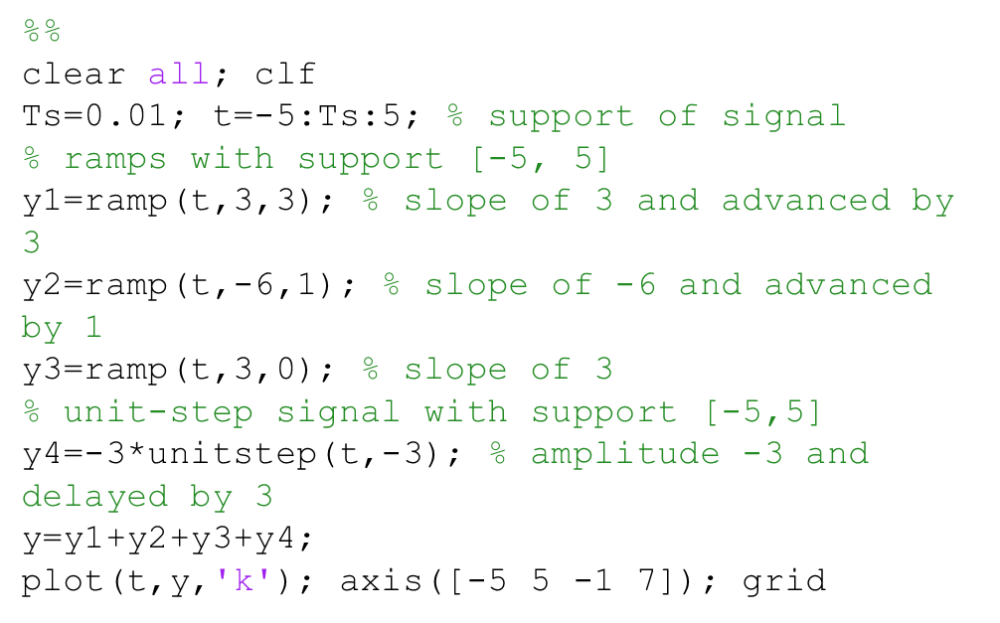 %%
clear all; clf
Ts=0.01; t=-5:Ts:5; % support of signal
% ramps with support [-5, 5]
y1=ramp(t,3,3); % slope of 3 and advanced by
3
y2=ramp(t,-6,1); % slope of -6 and advanced
by 1
y3=ramp(t,3,0); % slope of 3
% unit-step signal with support [-5,5]
y4=-3*unitstep(t,-3); % amplitude -3 and
delayed by 3
y=y1+y2+y3+y4;
plot(t,y,'k'); axis([-5 5 -1 7]); grid